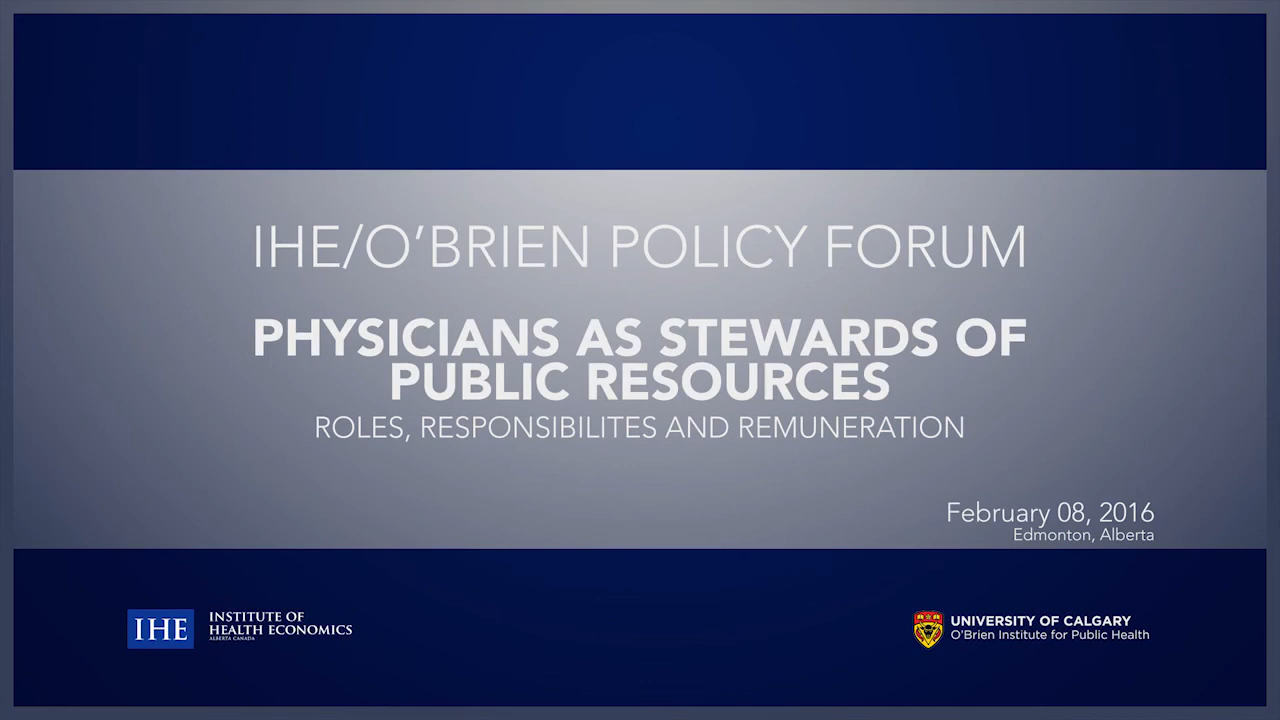 IHE/O'BRIEN POLICY FORUM
PHYSICIANS AS STEWARDS OF
PUBLIC RESOURCES
ROLES, RESPONSIBILITES AND REMUNERATION
February 08, 2016
Edmonton, Alberta
IHE
INSTITUTE OF
HEALTH ECONOMICS
ALBERTA CANADA
UNIVERSITY OF CALGARY
O'Brien Institute for Public Health